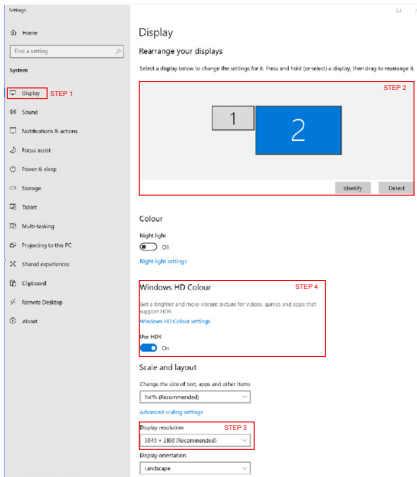 Settings
Home
Find a setting
System
Display
STEP 1
Sound
Notifications & actions
Focus assist
Power & sleep
Storage
Tablet
Multi-tasking
Projecting to this PC
Shared experiences
Clipboard
Remote Desktop
About
Display
Rearrange your displays
Select a display below to change the settings for it. Press and hold (or select) a display, then drag to rearrange it.
STEP 2
1
2
Identify
Detect
Colour
Night light
Off
Night light settings
Windows HD Colour
STEP 4
Get a brighter and more vibrant picture for videos, games and apps that
support HDR.
Windows HD Colour settings
Use HDR
On
Scale and layout
Change the size of text, apps and other items
150% (Recommended)
Advanced scaling settings
Display resolution
STEP 3
3840 × 2160 (Recommended)
Display orientation
Landscape